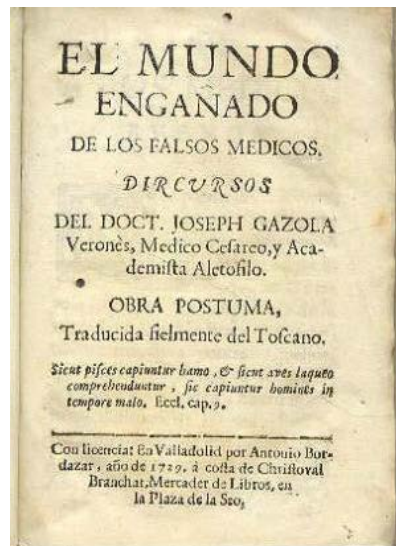 EL MUNDO
ENGAÑADO
DE LOS FALSOS MEDICOS.
DIRCURSOS
DEL DOCT. JOSEPH GAZOLA
Veronès, Medico Cesareo, y Aca-
demista Aletofilo.
OBRA POSTUMA,
Traducida fielmente del Toscano.
Sicut pisces capiuntur hamo, & sicut aves laqueo
comprehenduntur, sic capiuntur homines in
tempore malo. Eccl. cap. 9.
Con licencia: En Valladolid por Antonio Bor-
dazar, año de 1729. à costa de Christoval
Branchat, Mercader de Libros, en
la Plaza de la Seo,